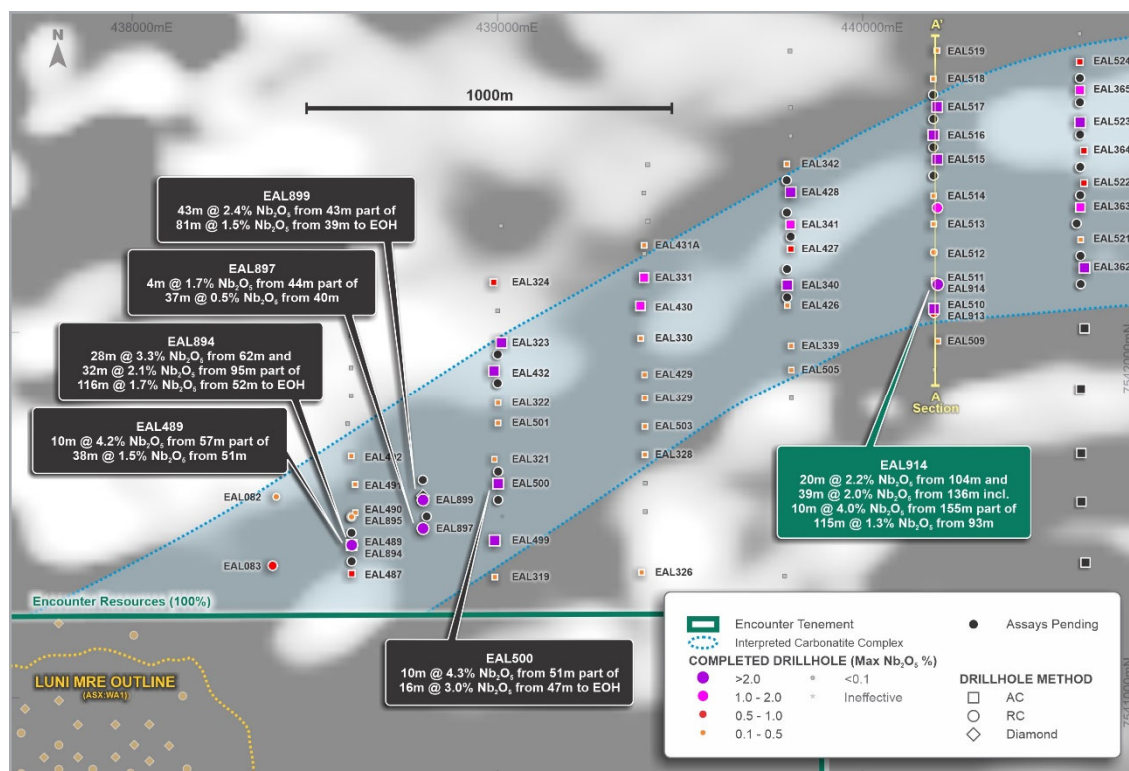 438000mE
439000mE
440000mE
N
1000m
A'
EAL519
EAL518
EAL517
EAL516
EAL515
EAL514
EAL513
EAL512
EAL511
EAL914
EAL510
EAL913
EAL509
A
Section
EAL524
EAL365
EAL523
EAL364
EAL522
EAL363
EAL521
EAL362
EAL342
EAL428
EAL341
EAL427
EAL340
EAL426
EAL339
EAL505
EAL431A
EAL331
EAL430
EAL330
EAL429
EAL329
EAL503
EAL328
EAL326
EAL324
EAL323
EAL432
EAL322
EAL501
EAL321
EAL500
EAL499
EAL319
EAL899
EAL897
EAL492
EAL491
EAL490
EAL895
EAL489
EAL894
EAL487
EAL082
EAL083
7542000mN
7541000mN
EAL899
43m @ 2.4% Nb₂O₅ from 43m part of
81m @ 1.5% Nb₂O₅ from 39m to EOH
EAL897
4m @ 1.7% Nb₂O₅ from 44m part of
37m @ 0.5% Nb₂O₅ from 40m
EAL894
28m @ 3.3% Nb₂O₅ from 62m and
32m @ 2.1% Nb₂O₅ from 95m part of
116m @ 1.7% Nb₂O₅ from 52m to EOH
EAL489
10m @ 4.2% Nb₂O₅ from 57m part of
38m @ 1.5% Nb₂O₅ from 51m
EAL914
20m @ 2.2% Nb₂O₅ from 104m and
39m @ 2.0% Nb₂O₅ from 136m incl.
10m @ 4.0% Nb₂O₅ from 155m part of
115m @ 1.3% Nb₂O₅ from 93m
EAL500
10m @ 4.3% Nb₂O₅ from 51m part of
16m @ 3.0% Nb₂O₅ from 47m to EOH
Encounter Resources (100%)
LUNI MRE OUTLINE
(ASX:WA1)
Encounter Tenement
Interpreted Carbonatite Complex
Assays Pending
COMPLETED DRILLHOLE (Max Nb₂O₅ %)
>2.0
1.0 - 2.0
0.5 - 1.0
0.1 - 0.5
<0.1
Ineffective
DRILLHOLE METHOD
AC
RC
Diamond